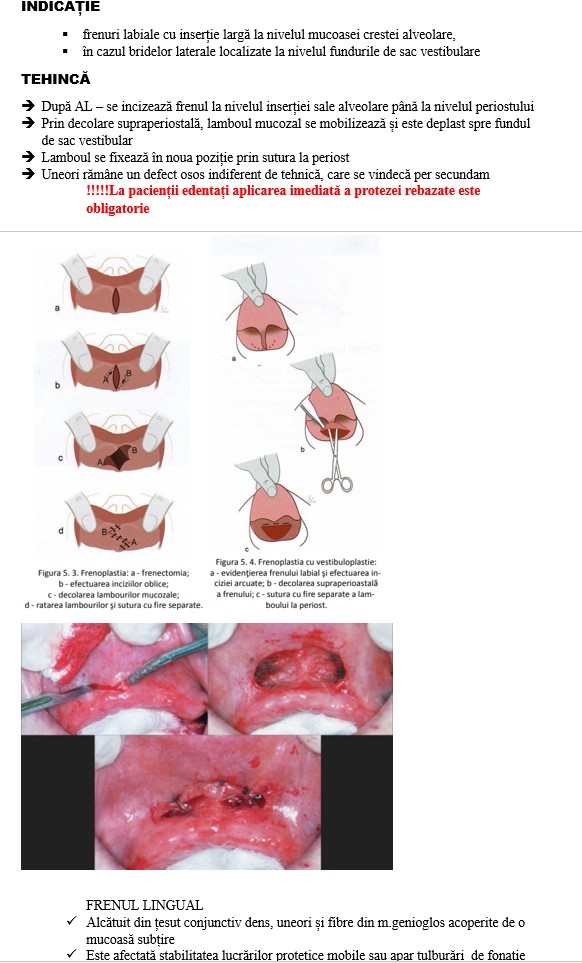 INDICAȚIE
▪ frenuri labiale cu inserție largă la nivelul mucoasei crestei alveolare,
▪ în cazul bridelor laterale localizate la nivelul fundurile de sac vestibulare
TEHINCĂ
➔ După AL – se incizează frenul la nivelul inserției sale alveolare până la nivelul periostului
➔ Prin decolare supraperiostală, lamboul mucozal se mobilizează și este deplast spre fundul
de sac vestibular
➔ Lamboul se fixează în noua poziție prin sutura la periost
➔ Uneori rămâne un defect osos indiferent de tehnică, care se vindecă per secundam
!!!!!La pacienții edentați aplicarea imediată a protezei rebazate este
obligatorie
a
b
A
B
c
A
B
d
B
A
Figura 5. 3. Frenoplastia: a - frenectomia;
b - efectuarea inciziilor oblice;
c - decolarea lambourilor mucozale;
d - ratarea lambourilor și sutura cu fire separate.
a
b
c
Figura 5. 4. Frenoplastia cu vestibuloplastie:
a - evidențierea frenului labial și efectuarea in-
ciziei arcuate; b - decolarea supraperioastală
a frenului; c - sutura cu fire separate a lam-
boului la periost.
FRENUL LINGUAL
✓ Alcătuit din țesut conjunctiv dens, uneori și fibre din m.genioglos acoperite de o
mucoasă subțire
✓ Este afectată stabilitatea lucrărilor protetice mobile sau apar tulburări de fonație